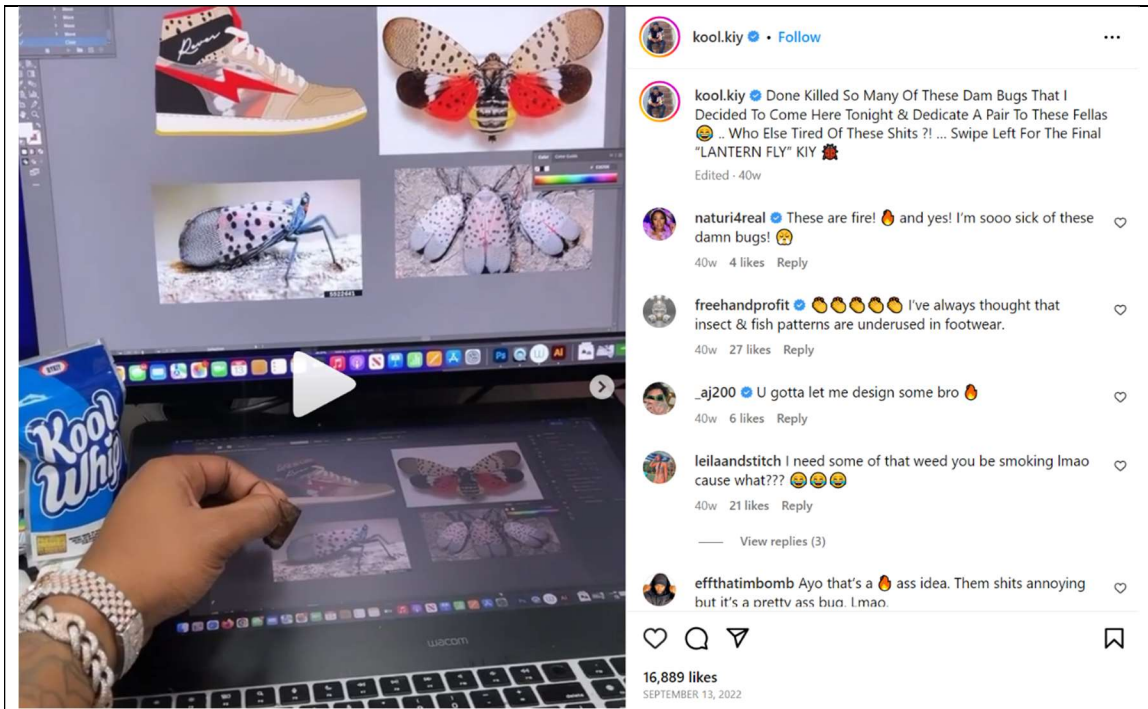 kool.kiy • Follow
kool.kiy Done Killed So Many Of These Dam Bugs That I
Decided To Come Here Tonight & Dedicate A Pair To These Fellas
😂 .. Who Else Tired Of These Shits ?! ... Swipe Left For The Final
“LANTERN FLY” KIY 🐞
Edited · 40w
naturi4real These are fire! 🔥 and yes! I'm sooo sick of these
damn bugs! 😤
40w 4 likes Reply
freehandprofit 👏👏👏👏👏 I've always thought that
insect & fish patterns are underused in footwear.
40w 27 likes Reply
_aj200 U gotta let me design some bro 🔥
40w 6 likes Reply
leilaandstitch I need some of that weed you be smoking lmao
cause what??? 😂😂😂
40w 21 likes Reply
View replies (3)
effthatimbomb Ayo that's a 🔥 ass idea. Them shits annoying
but it's a pretty ass bug. Lmao.
16,889 likes
SEPTEMBER 13, 2022
Color
Kool
Whip
wacom
Ps
Ai
delete